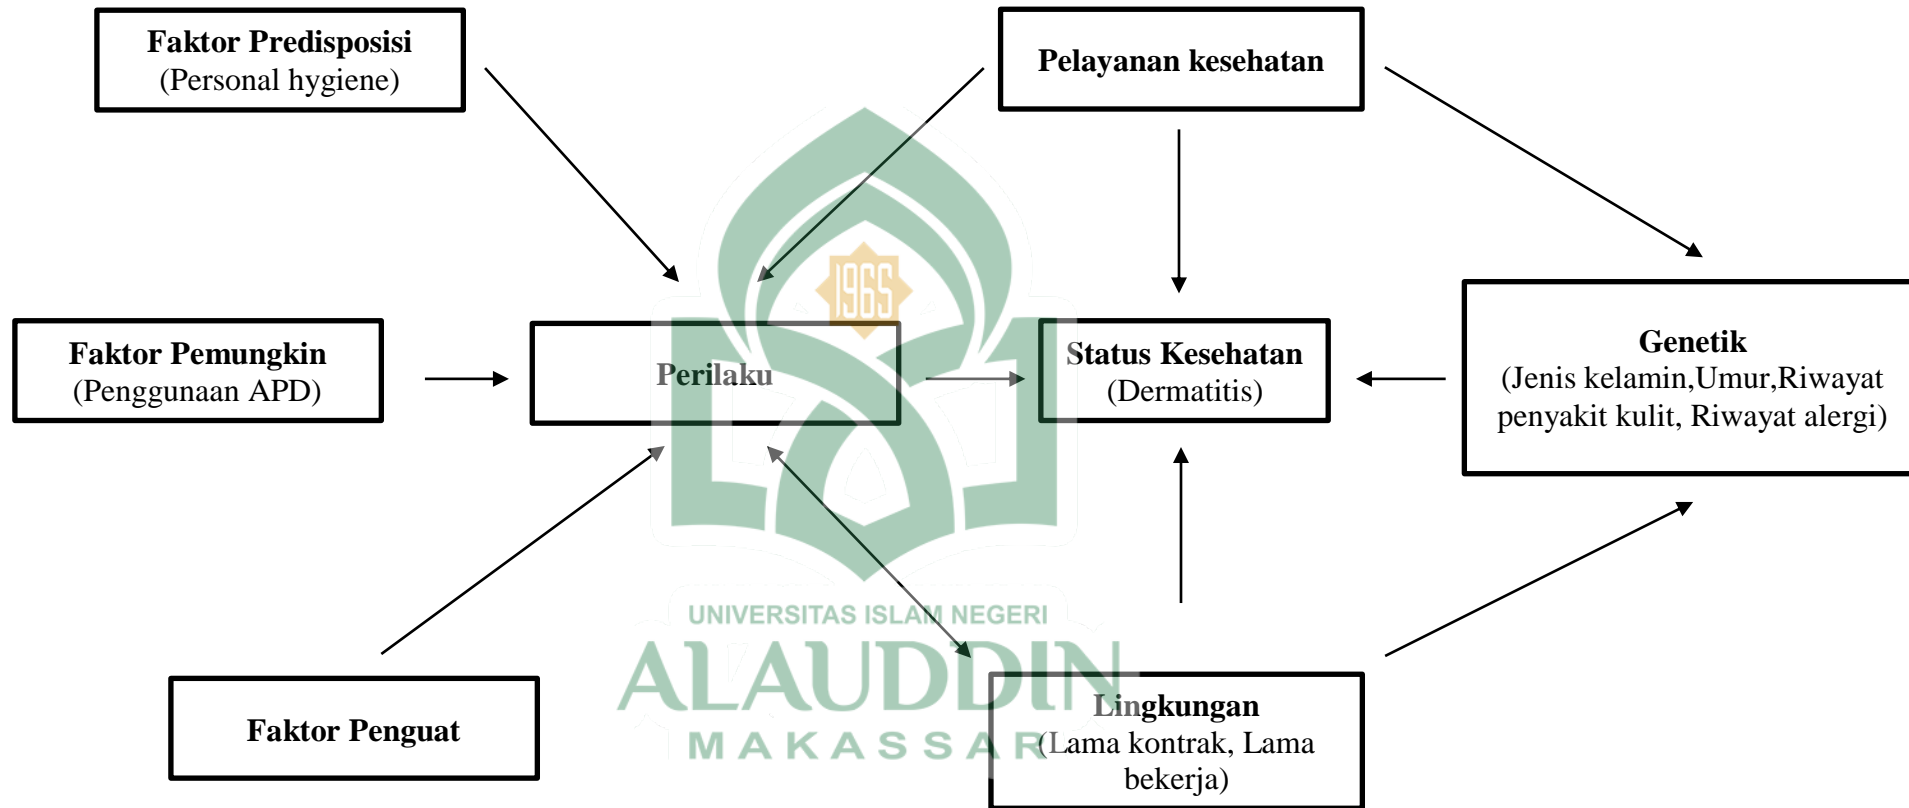 Faktor Predisposisi
(Personal hygiene)
Pelayanan kesehatan
1965
Faktor Pemungkin
(Penggunaan APD)
Perilaku
Status Kesehatan
(Dermatitis)
Genetik
(Jenis kelamin,Umur,Riwayat
penyakit kulit, Riwayat alergi)
UNIVERSITAS ISLAM NEGERI
ALAUDDIN
MAKASSAR
Faktor Penguat
Lingkungan
(Lama kontrak, Lama
bekerja)